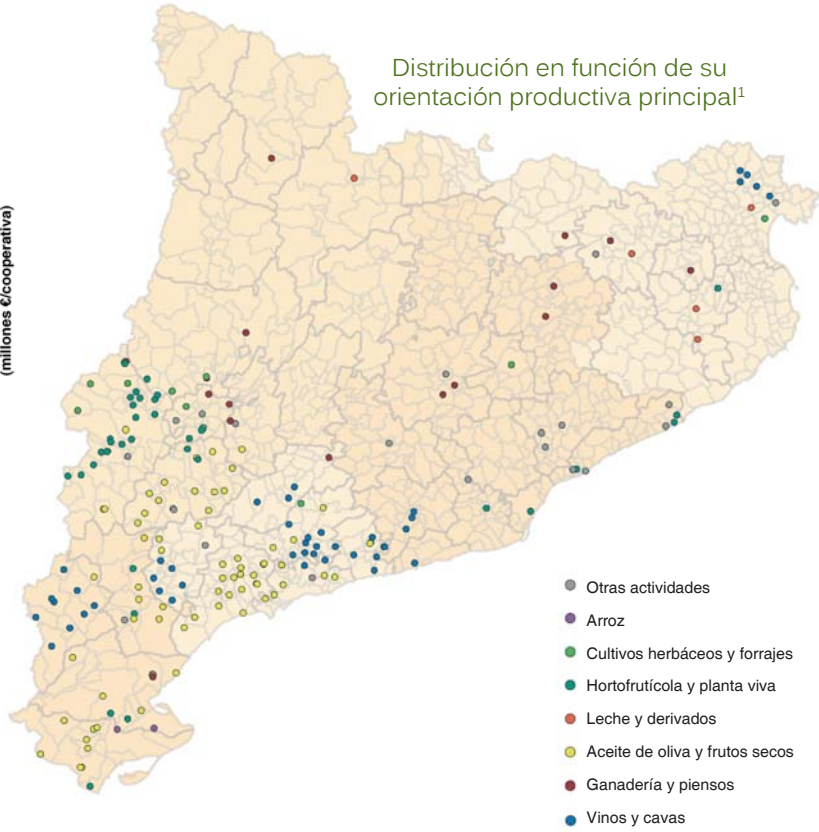 Distribución en función de su
orientación productiva principal¹
(millones €/cooperativa)
Otras actividades
Arroz
Cultivos herbáceos y forrajes
Hortofrutícola y planta viva
Leche y derivados
Aceite de oliva y frutos secos
Ganadería y piensos
Vinos y cavas